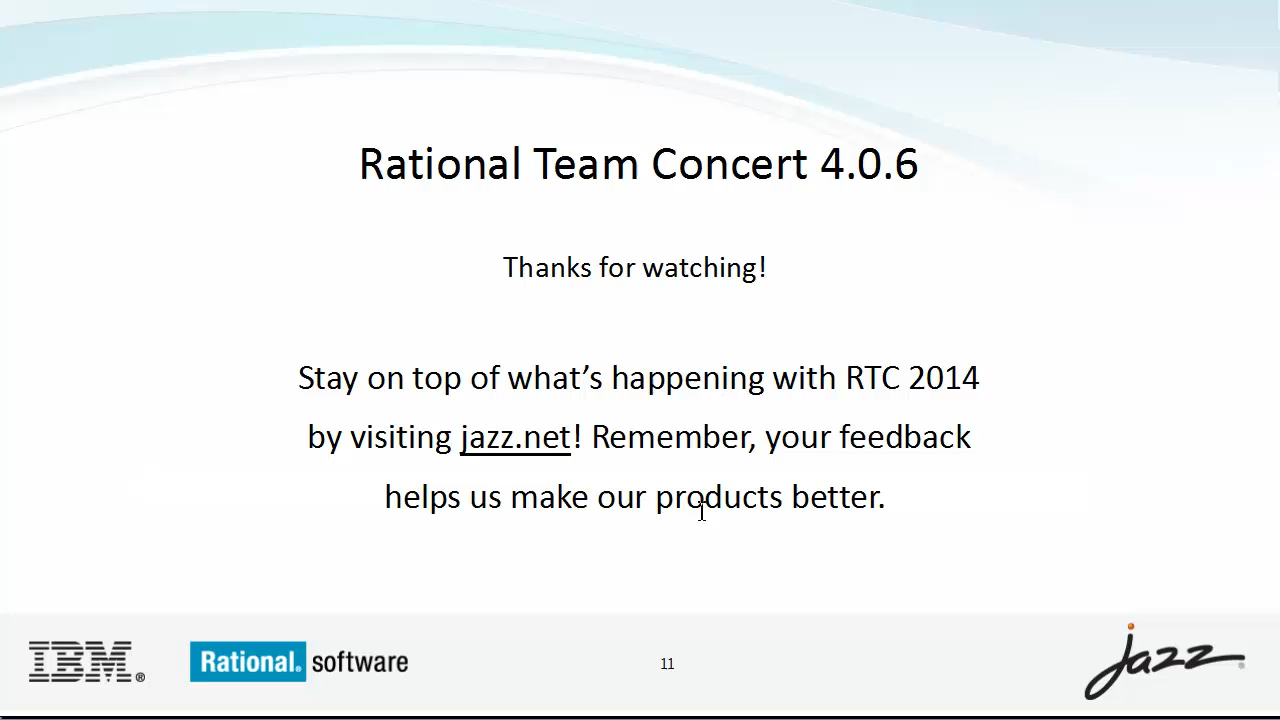 Rational Team Concert 4.0.6
Thanks for watching!
Stay on top of what’s happening with RTC 2014
by visiting jazz.net! Remember, your feedback
helps us make our products better.
IBM®
Rational® software
11
jazz